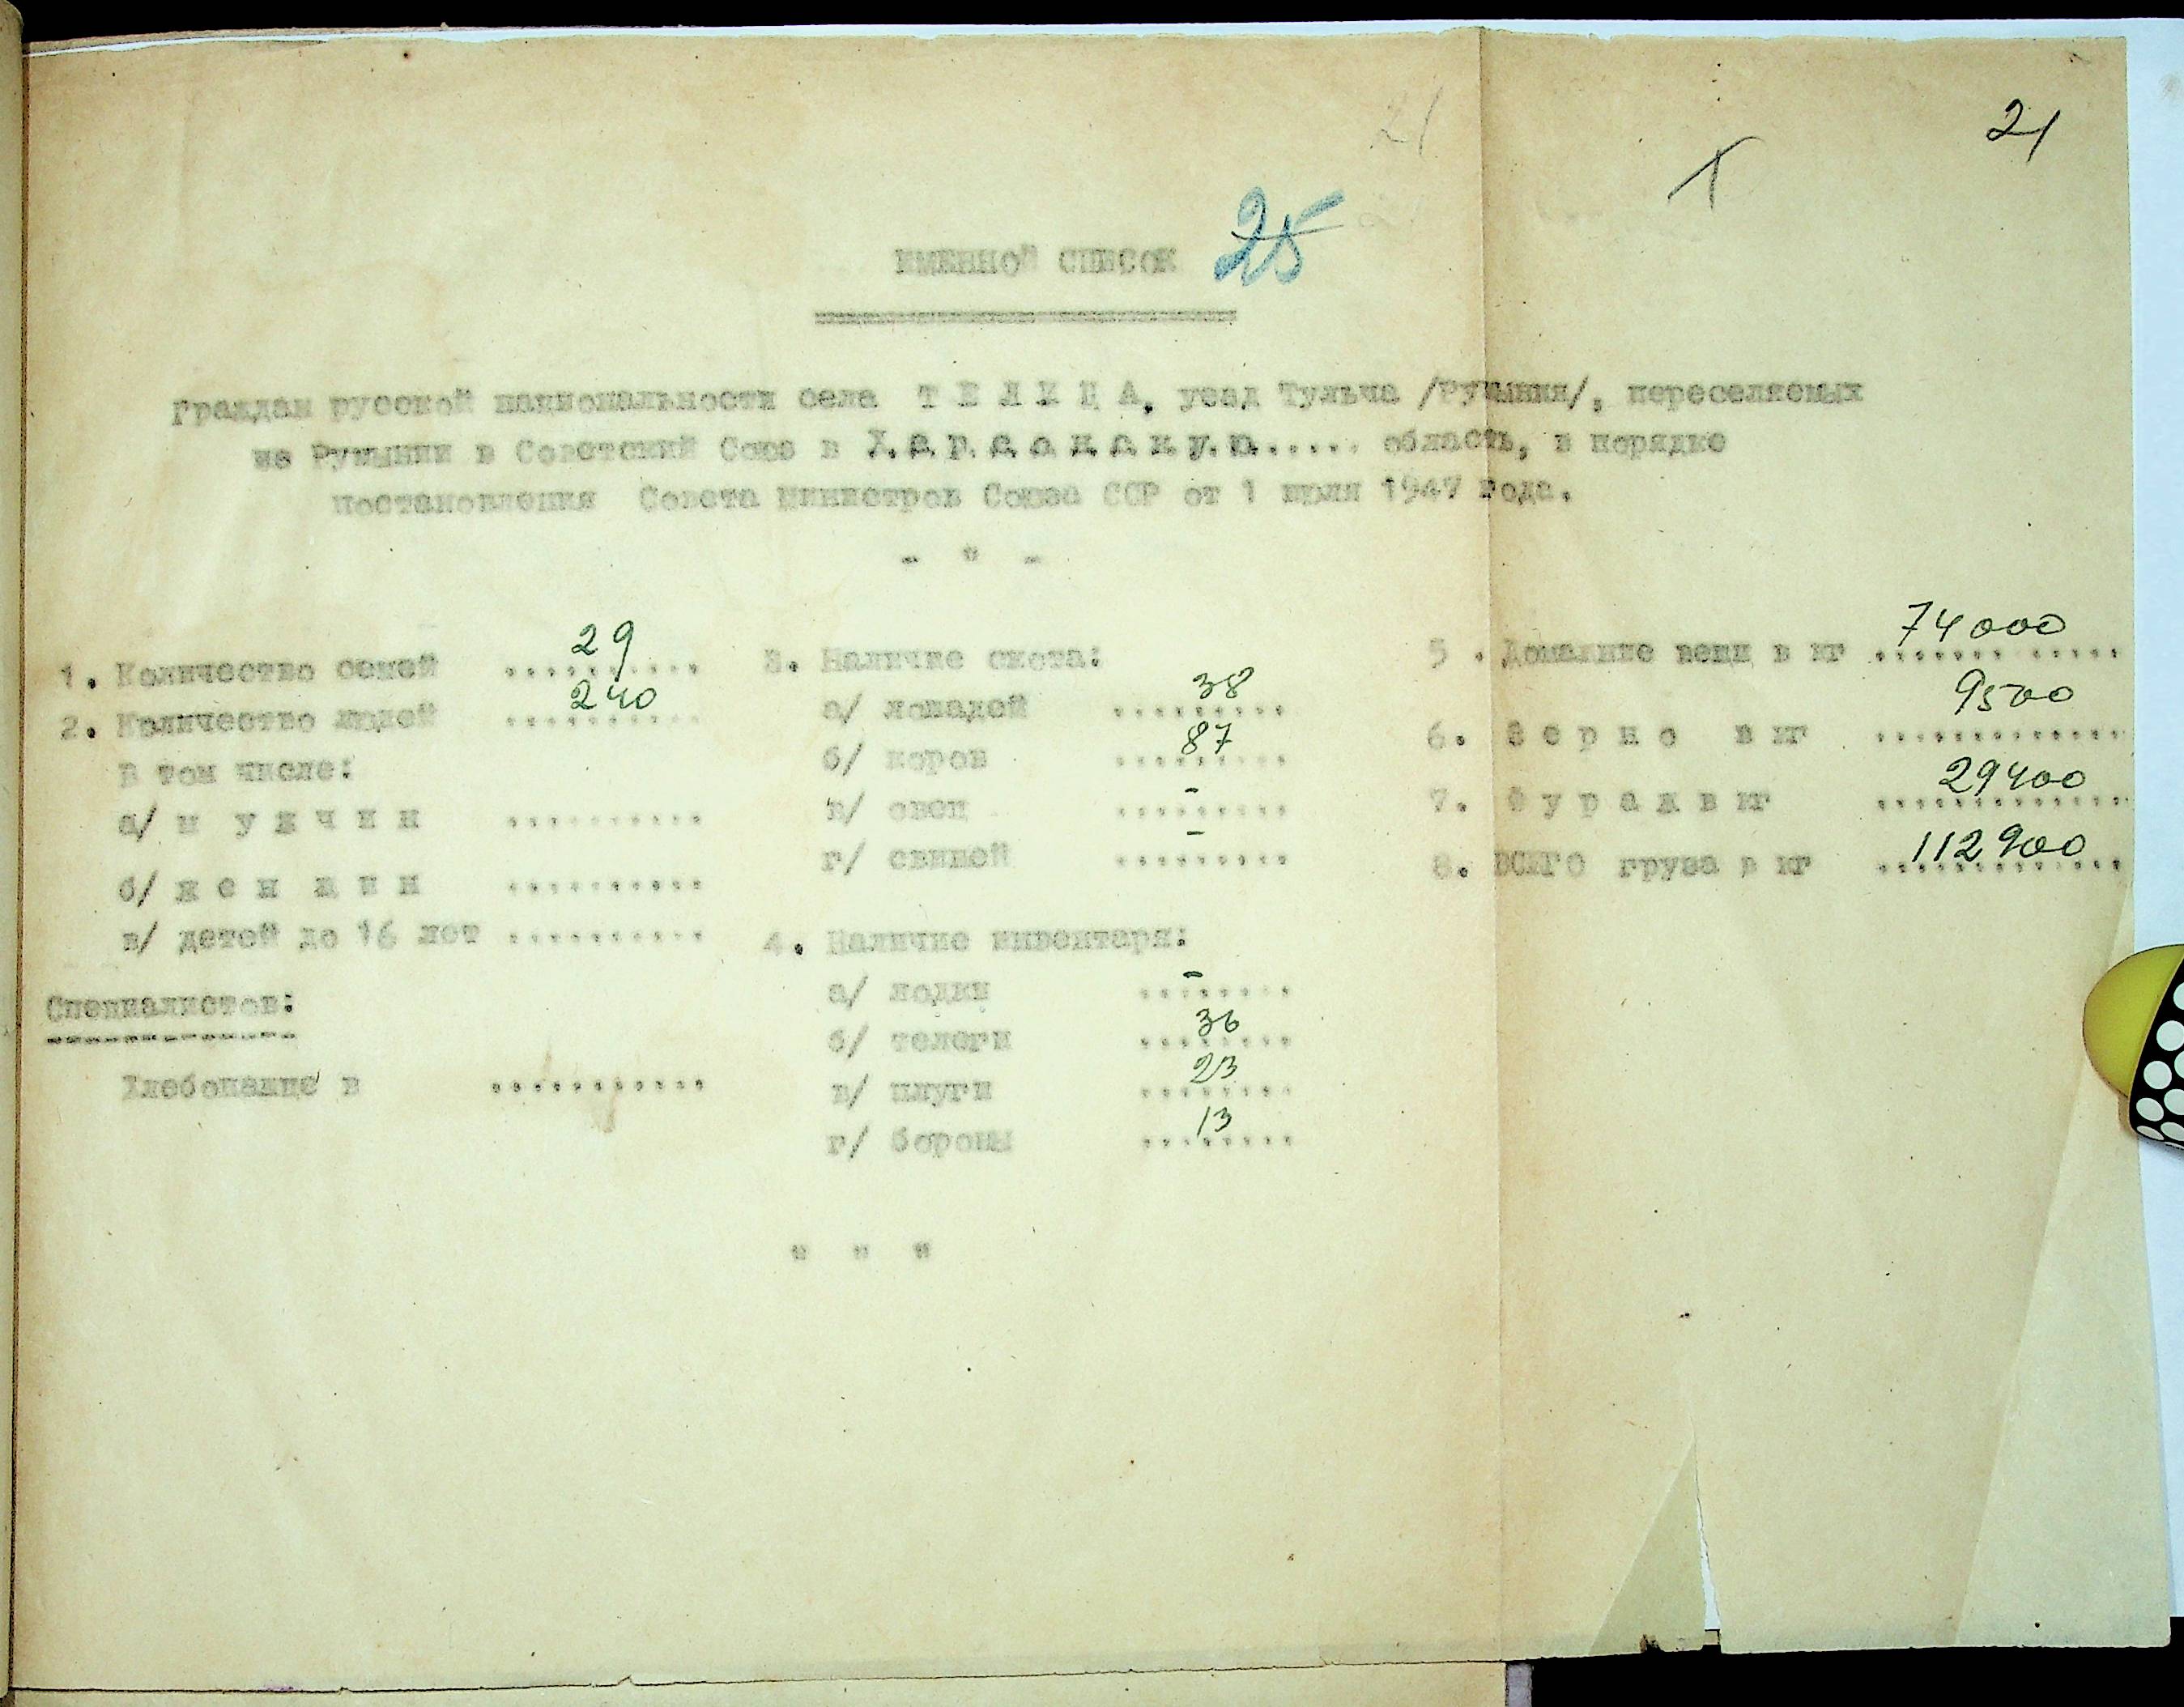 21
21
ИМЕННОЙ СПИСОК 25
граждан русской национальности села Т Е Л И Ц А, уезд Тульча /Румыния/, переселяемых
из Румынии в Советский Союз в Х.е.р.с.о.н.с.к.у.ю..... область, в порядке
постановления Совета Министров Союза ССР от 1 июля 1947 года.
- " -
1. Количество семей 29
2. Количество людей 240
В том числе:
а/ м у ж ч и н ..........
б/ ж е н щ и н ..........
в/ детей до 16 лет ..........
Специалистов:
Хлебопашцев ...........
3. Наличие скота:
а/ лошадей 38
б/ коров 87
в/ овец -
г/ свиней -
4. Наличие инвентаря:
а/ лодки -
б/ телеги 36
в/ плуги 23
г/ бороны 13
5 . Домашние вещи в кг 74000
6. З е р н о в кг 9500
7. Ф у р а ж в кг 29400
8. ВСЕГО груза в кг 112900
" " "